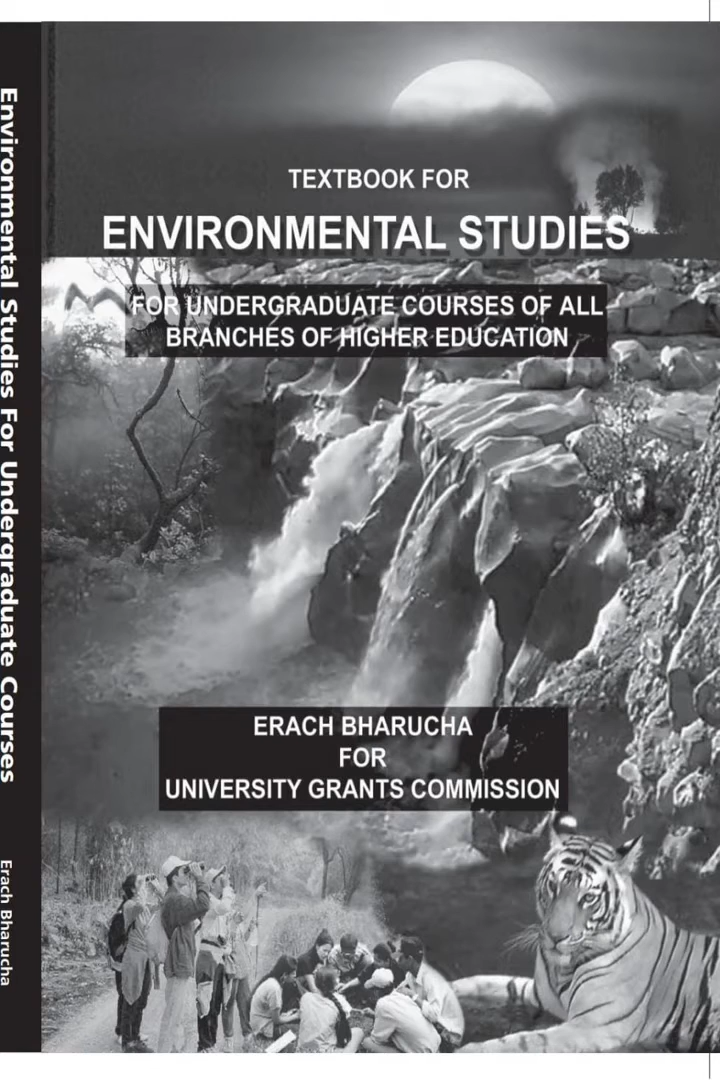 TEXTBOOK FOR
ENVIRONMENTAL STUDIES
FOR UNDERGRADUATE COURSES OF ALL
BRANCHES OF HIGHER EDUCATION
ERACH BHARUCHA
FOR
UNIVERSITY GRANTS COMMISSION
Environmental Studies For Undergraduate Courses
Erach Bharucha